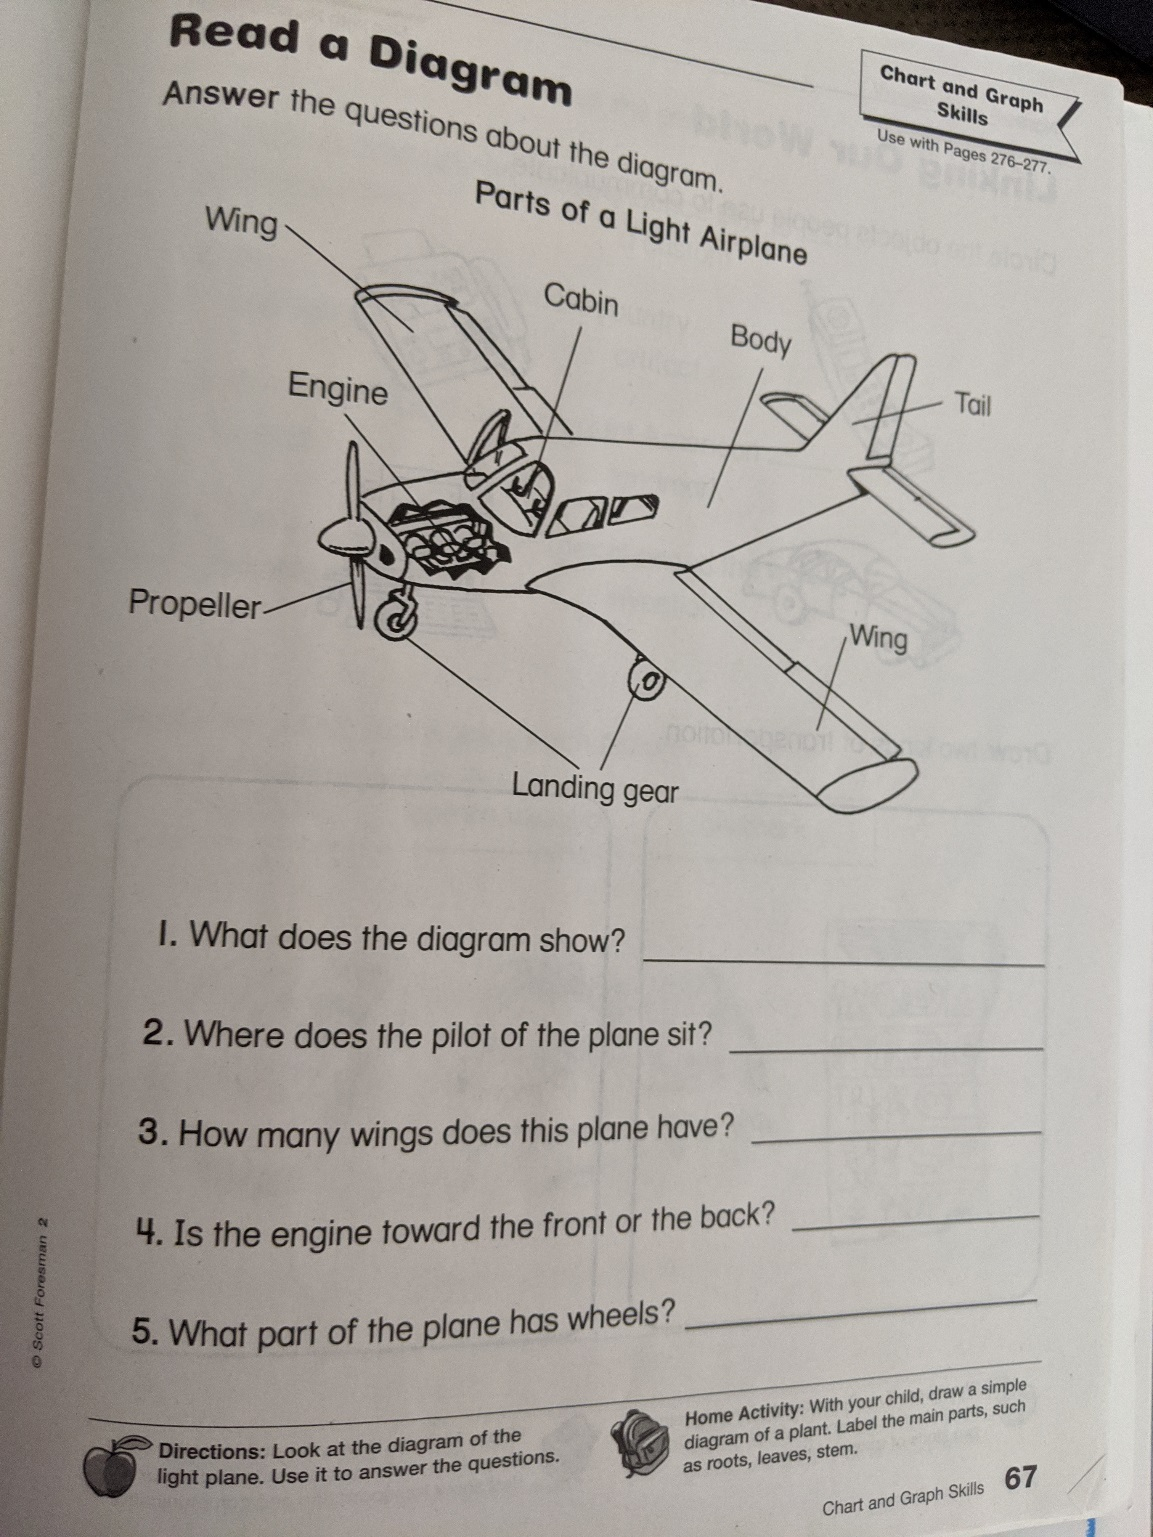 Read a Diagram
Chart and Graph
Skills
Use with Pages 276–277.
Answer the questions about the diagram.
Parts of a Light Airplane
Wing
Cabin
Body
Engine
Tail
Propeller
Wing
Landing gear
1. What does the diagram show?
2. Where does the pilot of the plane sit?
3. How many wings does this plane have?
4. Is the engine toward the front or the back?
5. What part of the plane has wheels?
© Scott Foresman 2
Directions: Look at the diagram of the
light plane. Use it to answer the questions.
Home Activity: With your child, draw a simple
diagram of a plant. Label the main parts, such
as roots, leaves, stem.
Chart and Graph Skills 67